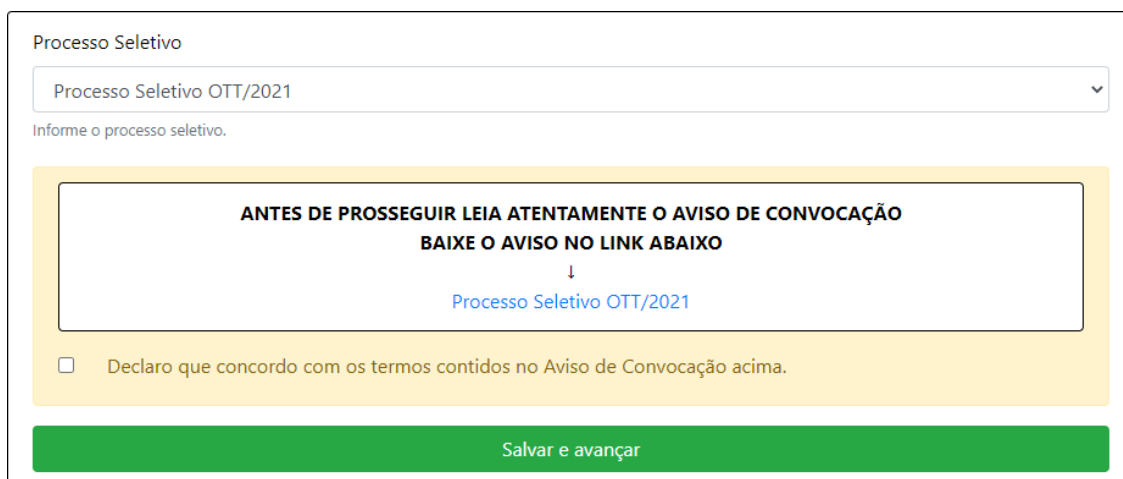 Processo Seletivo
Processo Seletivo OTT/2021
Informe o processo seletivo.
ANTES DE PROSSEGUIR LEIA ATENTAMENTE O AVISO DE CONVOCAÇÃO
BAIXE O AVISO NO LINK ABAIXO
↓
Processo Seletivo OTT/2021
Declaro que concordo com os termos contidos no Aviso de Convocação acima.
Salvar e avançar